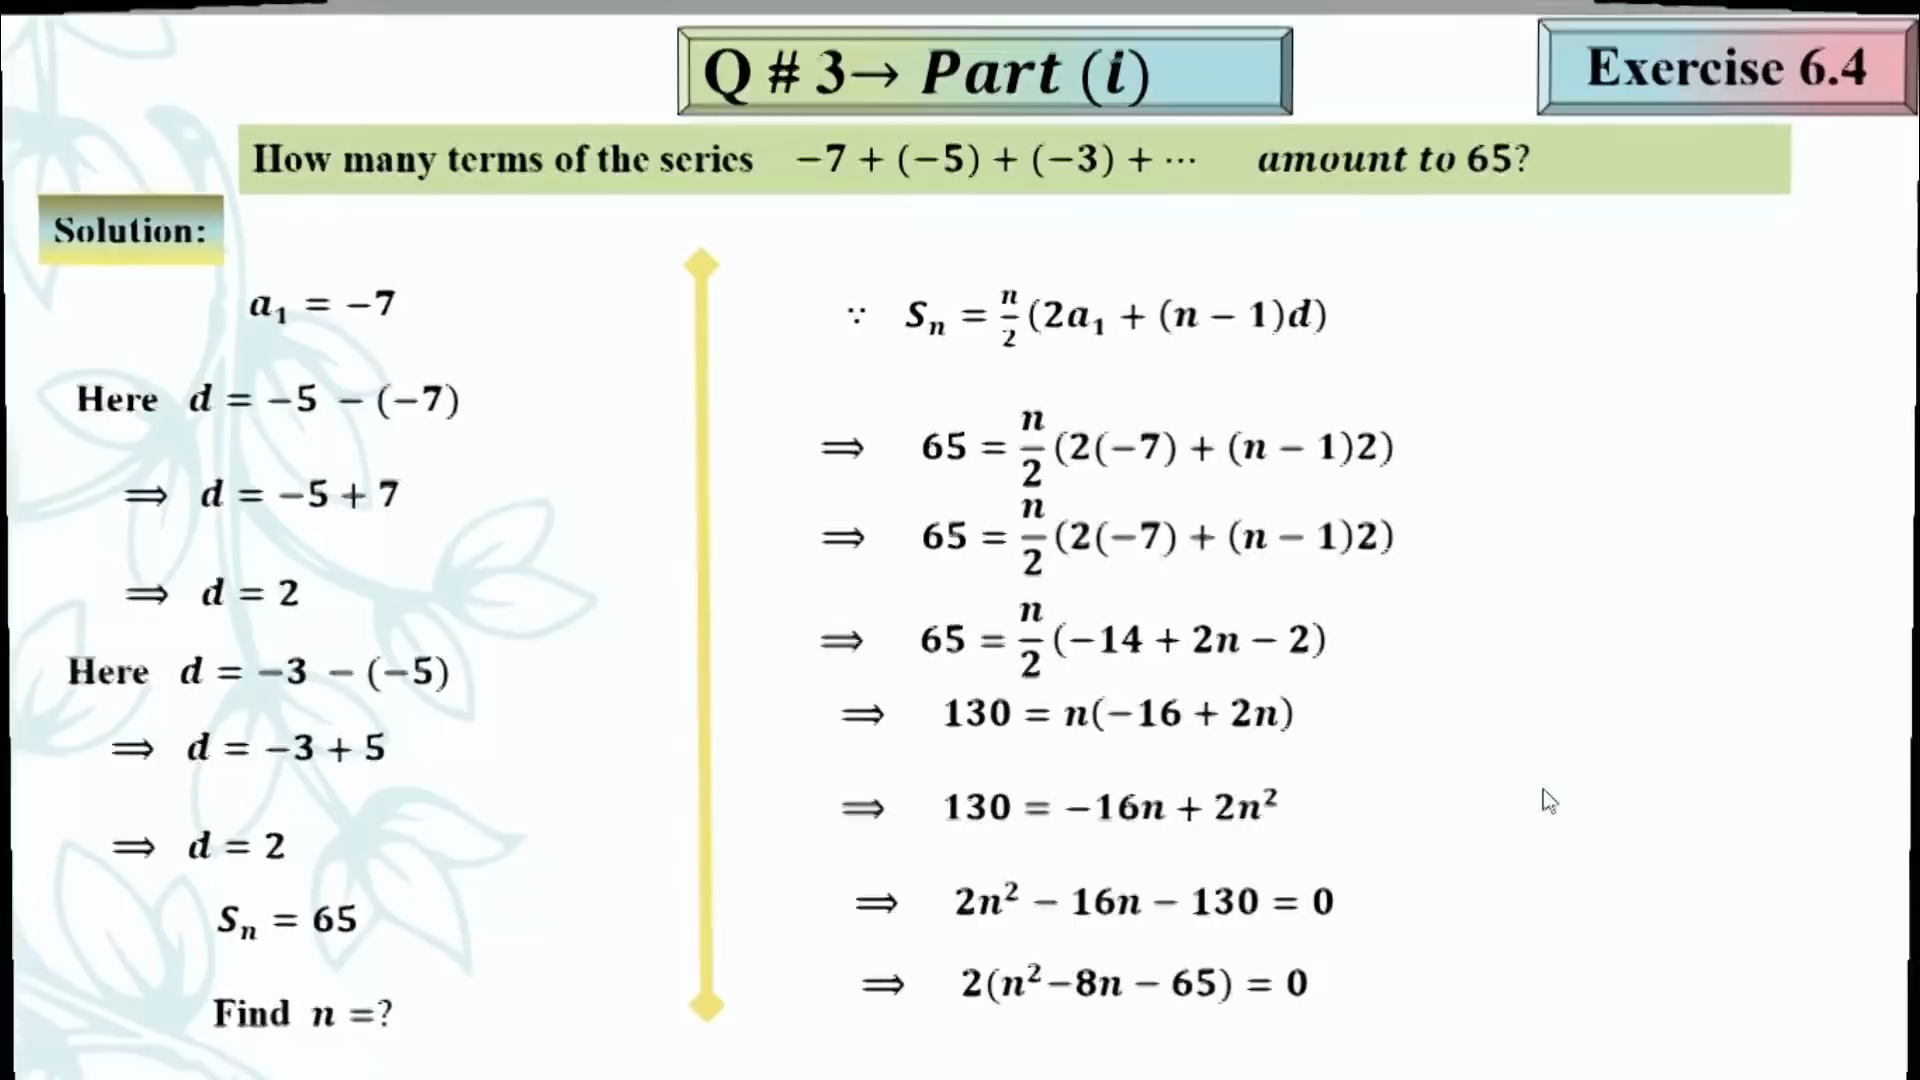 Q # 3→ Part (i)
Exercise 6.4
How many terms of the series −7 + (−5) + (−3) + ⋯ amount to 65?
Solution:
a₁ = −7
Here d = −5 − (−7)
⟹ d = −5 + 7
⟹ d = 2
Here d = −3 − (−5)
⟹ d = −3 + 5
⟹ d = 2
Sₙ = 65
Find n =?
∵ Sₙ = n/2 (2a₁ + (n − 1)d)
⟹ 65 = n/2 (2(−7) + (n − 1)2)
⟹ 65 = n/2 (2(−7) + (n − 1)2)
⟹ 65 = n/2 (−14 + 2n − 2)
⟹ 130 = n(−16 + 2n)
⟹ 130 = −16n + 2n²
⟹ 2n² − 16n − 130 = 0
⟹ 2(n²−8n − 65) = 0